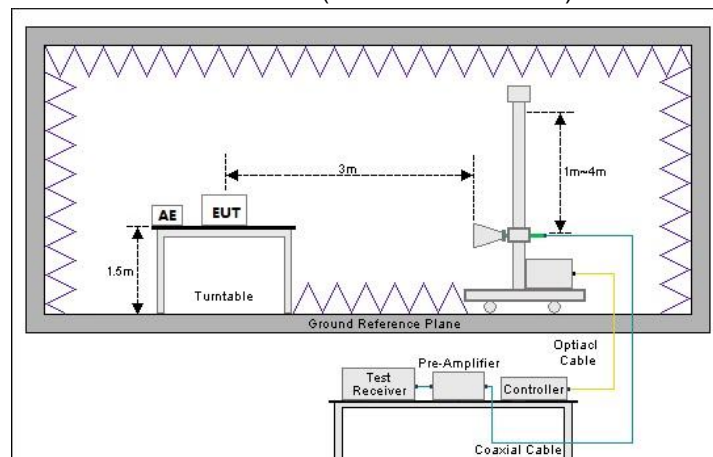 3m
1m~4m
AE
EUT
1.5m
Turntable
Ground Reference Plane
Optiacl
Cable
Pre-Amplifier
Test
Receiver
Controller
Coaxial Cable